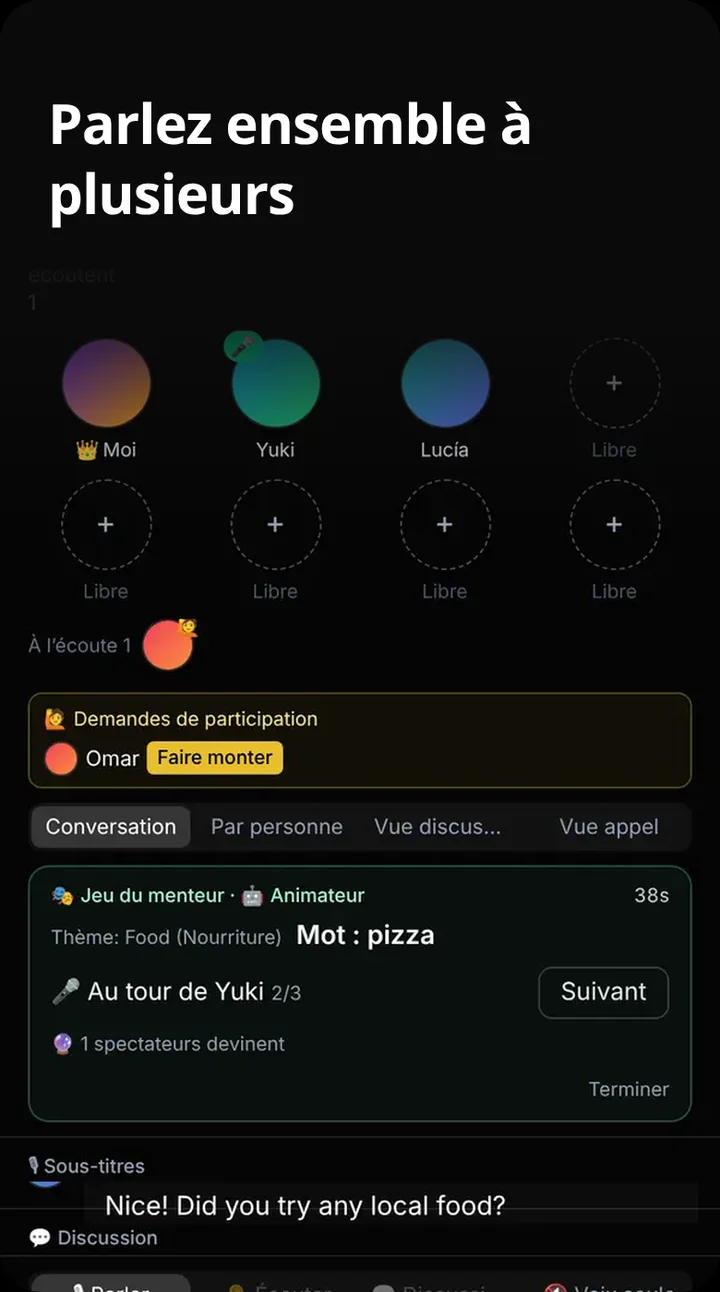 Parlez ensemble à
plusieurs
écoutent
1
👑 Moi
Yuki
Lucía
+
Libre
+
Libre
+
Libre
+
Libre
+
Libre
À l’écoute 1
🙋 Demandes de participation
Omar Faire monter
Conversation Par personne Vue discus... Vue appel
🎭 Jeu du menteur · 🤖 Animateur 38s
Thème: Food (Nourriture) Mot : pizza
🎤 Au tour de Yuki 2/3 Suivant
🔮 1 spectateurs devinent
Terminer
🎙 Sous-titres
Nice! Did you try any local food?
💬 Discussion